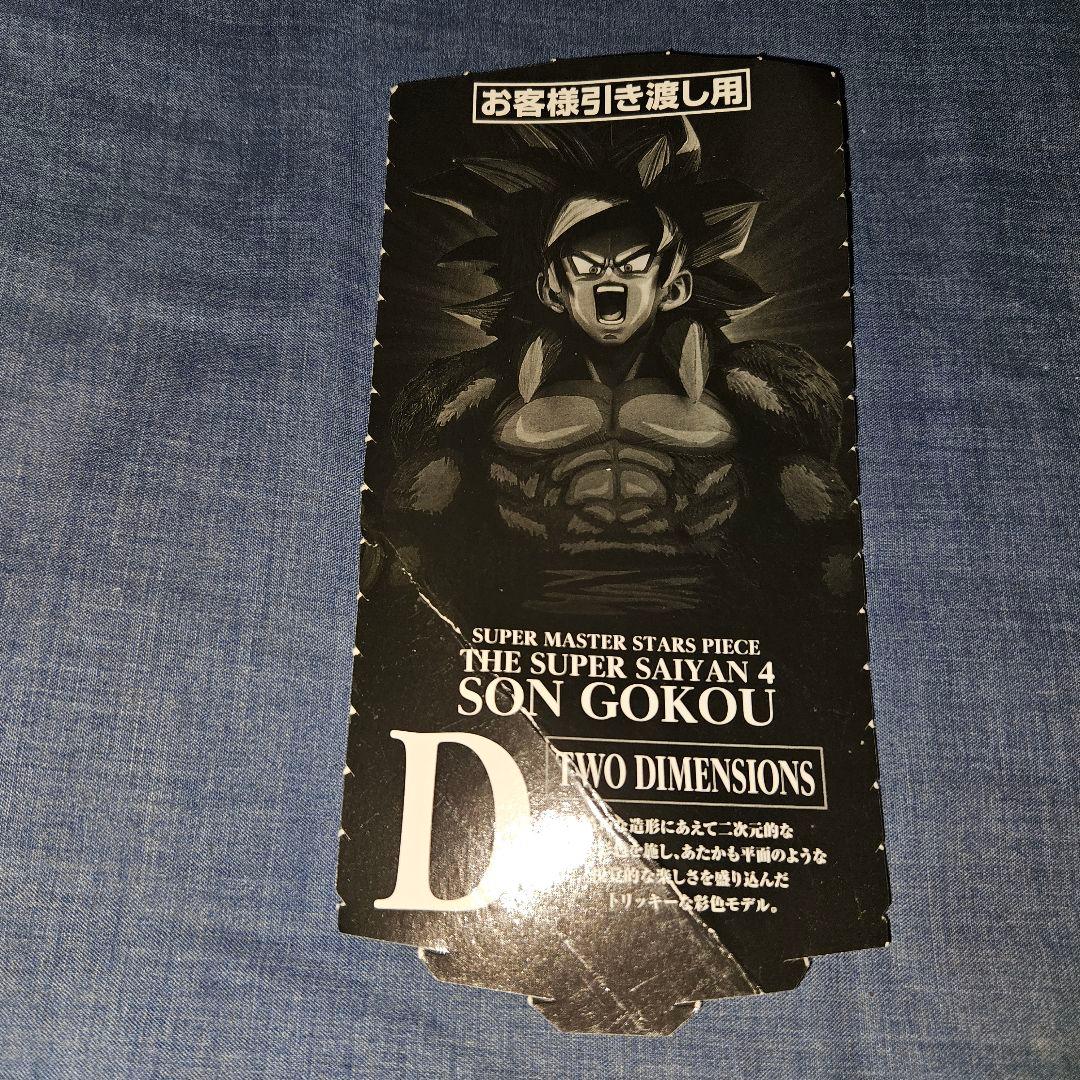 お客様引き渡し用
SUPER MASTER STARS PIECE
THE SUPER SAIYAN 4
SON GOKOU
D
TWO DIMENSIONS
な造形にあえて二次元的な
を施し、あたかも平面のような
的な楽しさを盛り込んだ
トリッキーな彩色モデル。